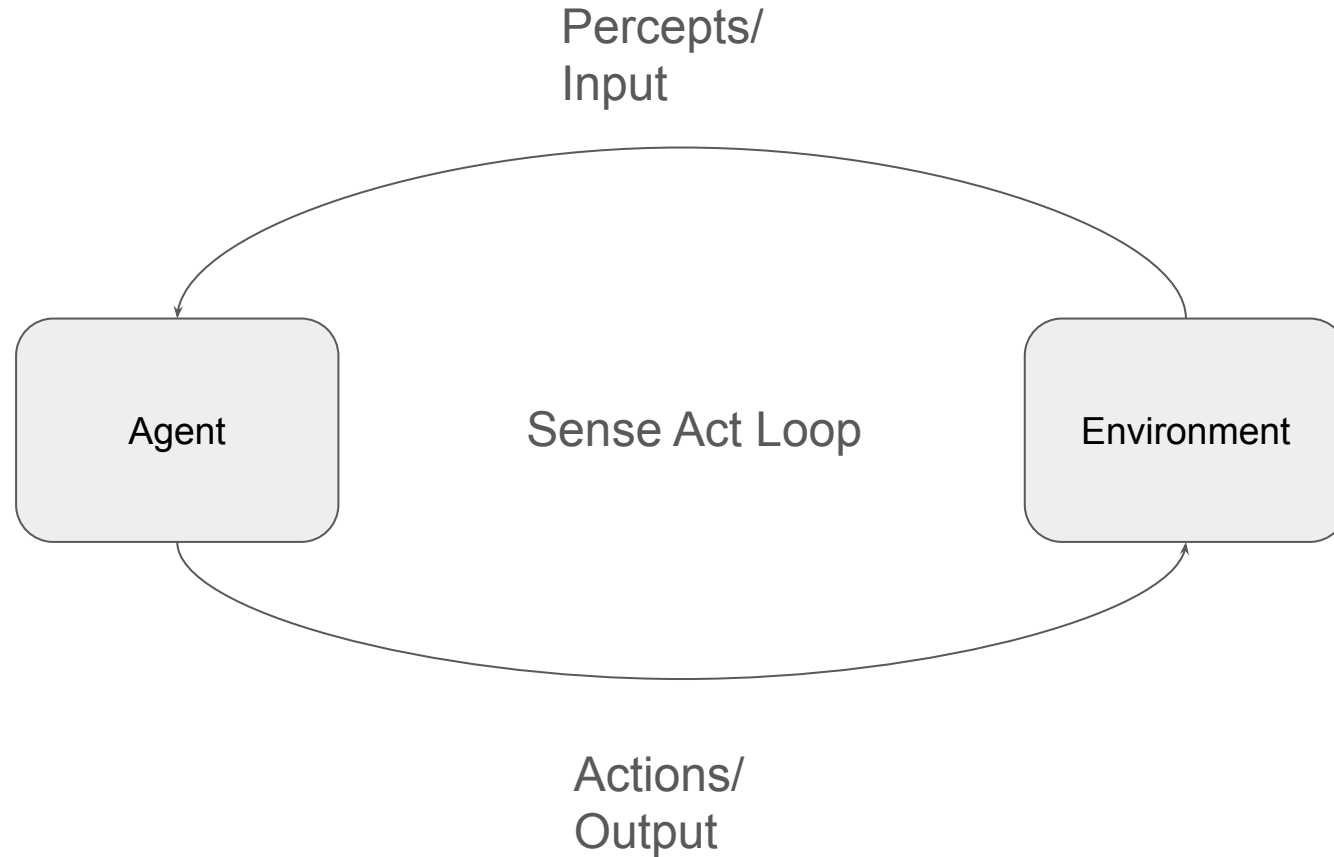 Percepts/
Input
Agent
Sense Act Loop
Environment
Actions/
Output